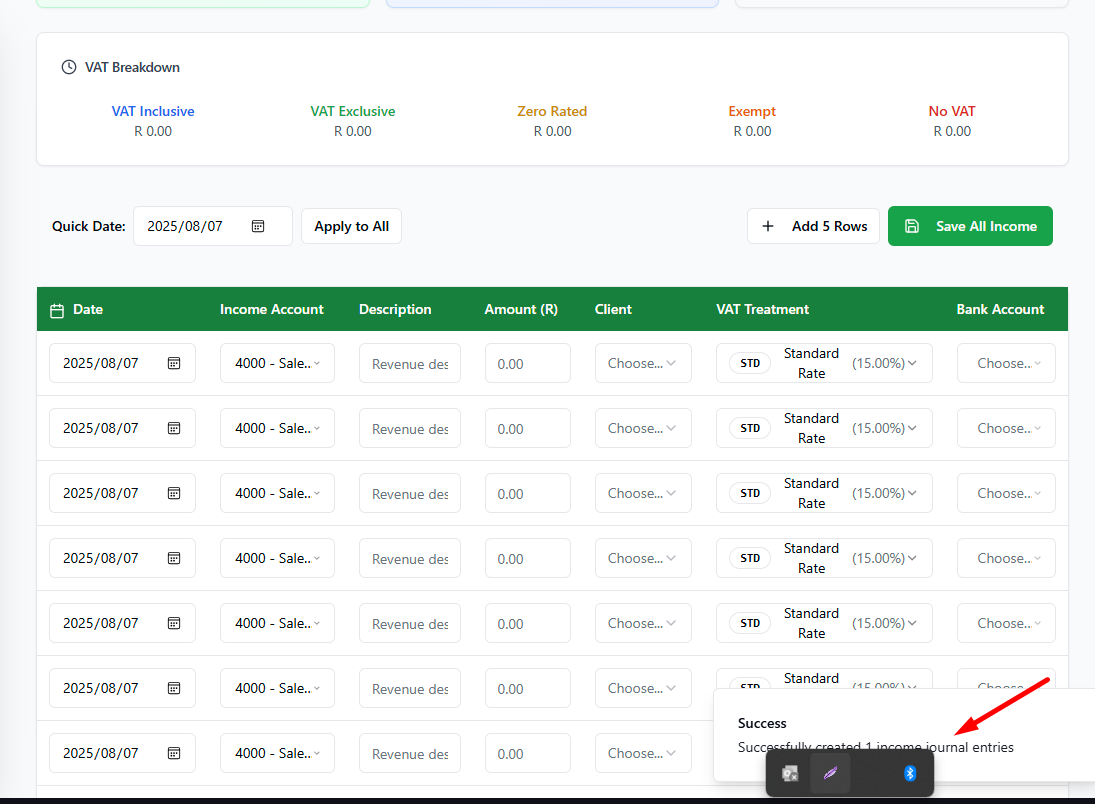 VAT Breakdown
VAT Inclusive VAT Exclusive Zero Rated Exempt No VAT
R 0.00 R 0.00 R 0.00 R 0.00 R 0.00
Quick Date: 2025/08/07 Apply to All Add 5 Rows Save All Income
Date Income Account Description Amount (R) Client VAT Treatment Bank Account
2025/08/07 4000 - Sale... Revenue des 0.00 Choose... STD Standard Rate (15.00%) Choose...
2025/08/07 4000 - Sale... Revenue des 0.00 Choose... STD Standard Rate (15.00%) Choose...
2025/08/07 4000 - Sale... Revenue des 0.00 Choose... STD Standard Rate (15.00%) Choose...
2025/08/07 4000 - Sale... Revenue des 0.00 Choose... STD Standard Rate (15.00%) Choose...
2025/08/07 4000 - Sale... Revenue des 0.00 Choose... STD Standard Rate (15.00%) Choose...
2025/08/07 4000 - Sale... Revenue des 0.00 Choose... STD Standard (15.00%) Choose...
2025/08/07 4000 - Sale... Revenue des 0.00 Choose...
Success
Successfully created 1 income journal entries